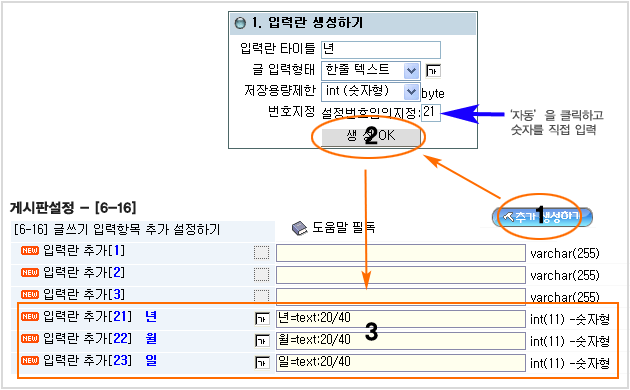 1. 입력란 생성하기
입력란 타이틀 년
글 입력형태 한줄 텍스트 가
저장용량제한 int (숫자형) byte
번호지정 설정번호임의지정: 21
'자동' 을 클릭하고
숫자를 직접 입력
생 성 OK
2
게시판설정 - [6-16]
추가 생성하기
1
[6-16] 글쓰기 입력항목 추가 설정하기 도움말 필독
NEW 입력란 추가[1] varchar(255)
NEW 입력란 추가[2] varchar(255)
NEW 입력란 추가[3] varchar(255)
NEW 입력란 추가[21] 년 가 년=text:20/40 int(11) -숫자형
NEW 입력란 추가[22] 월 가 월=text:20/40 int(11) -숫자형
3
NEW 입력란 추가[23] 일 가 일=text:20/40 int(11) -숫자형